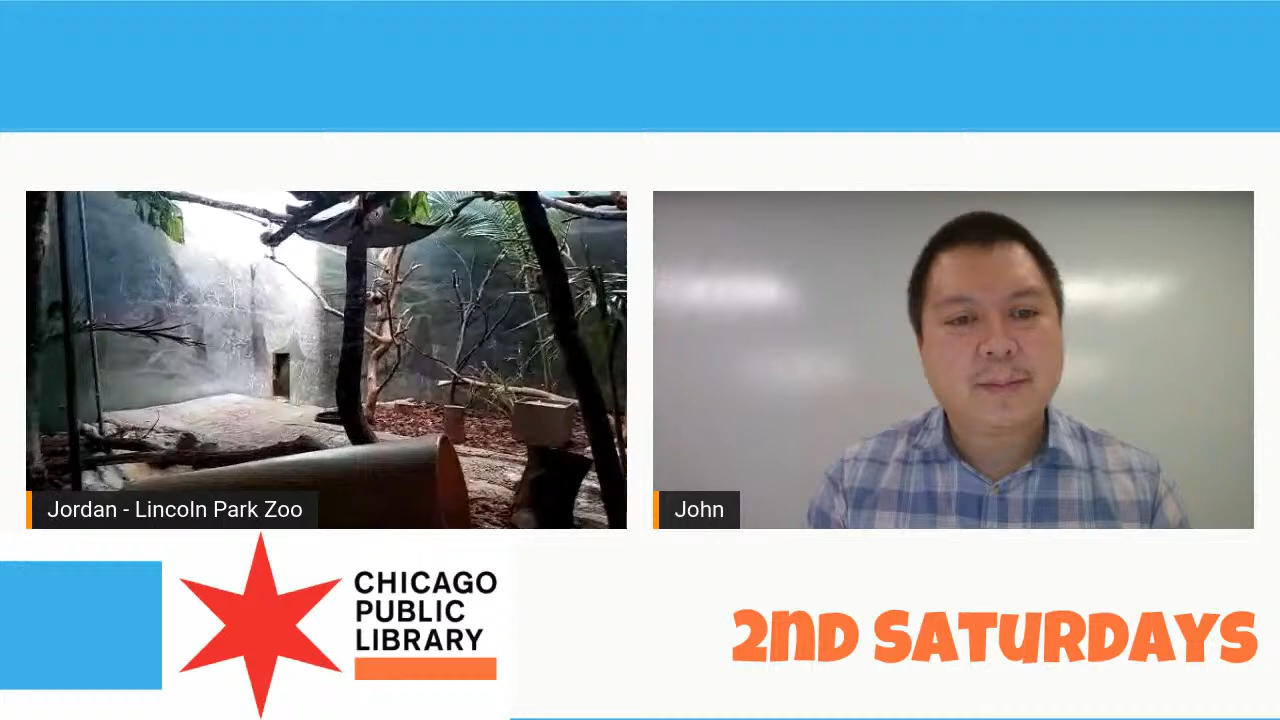 Jordan - Lincoln Park Zoo
John
CHICAGO
PUBLIC
LIBRARY
2ND SATURDAYS